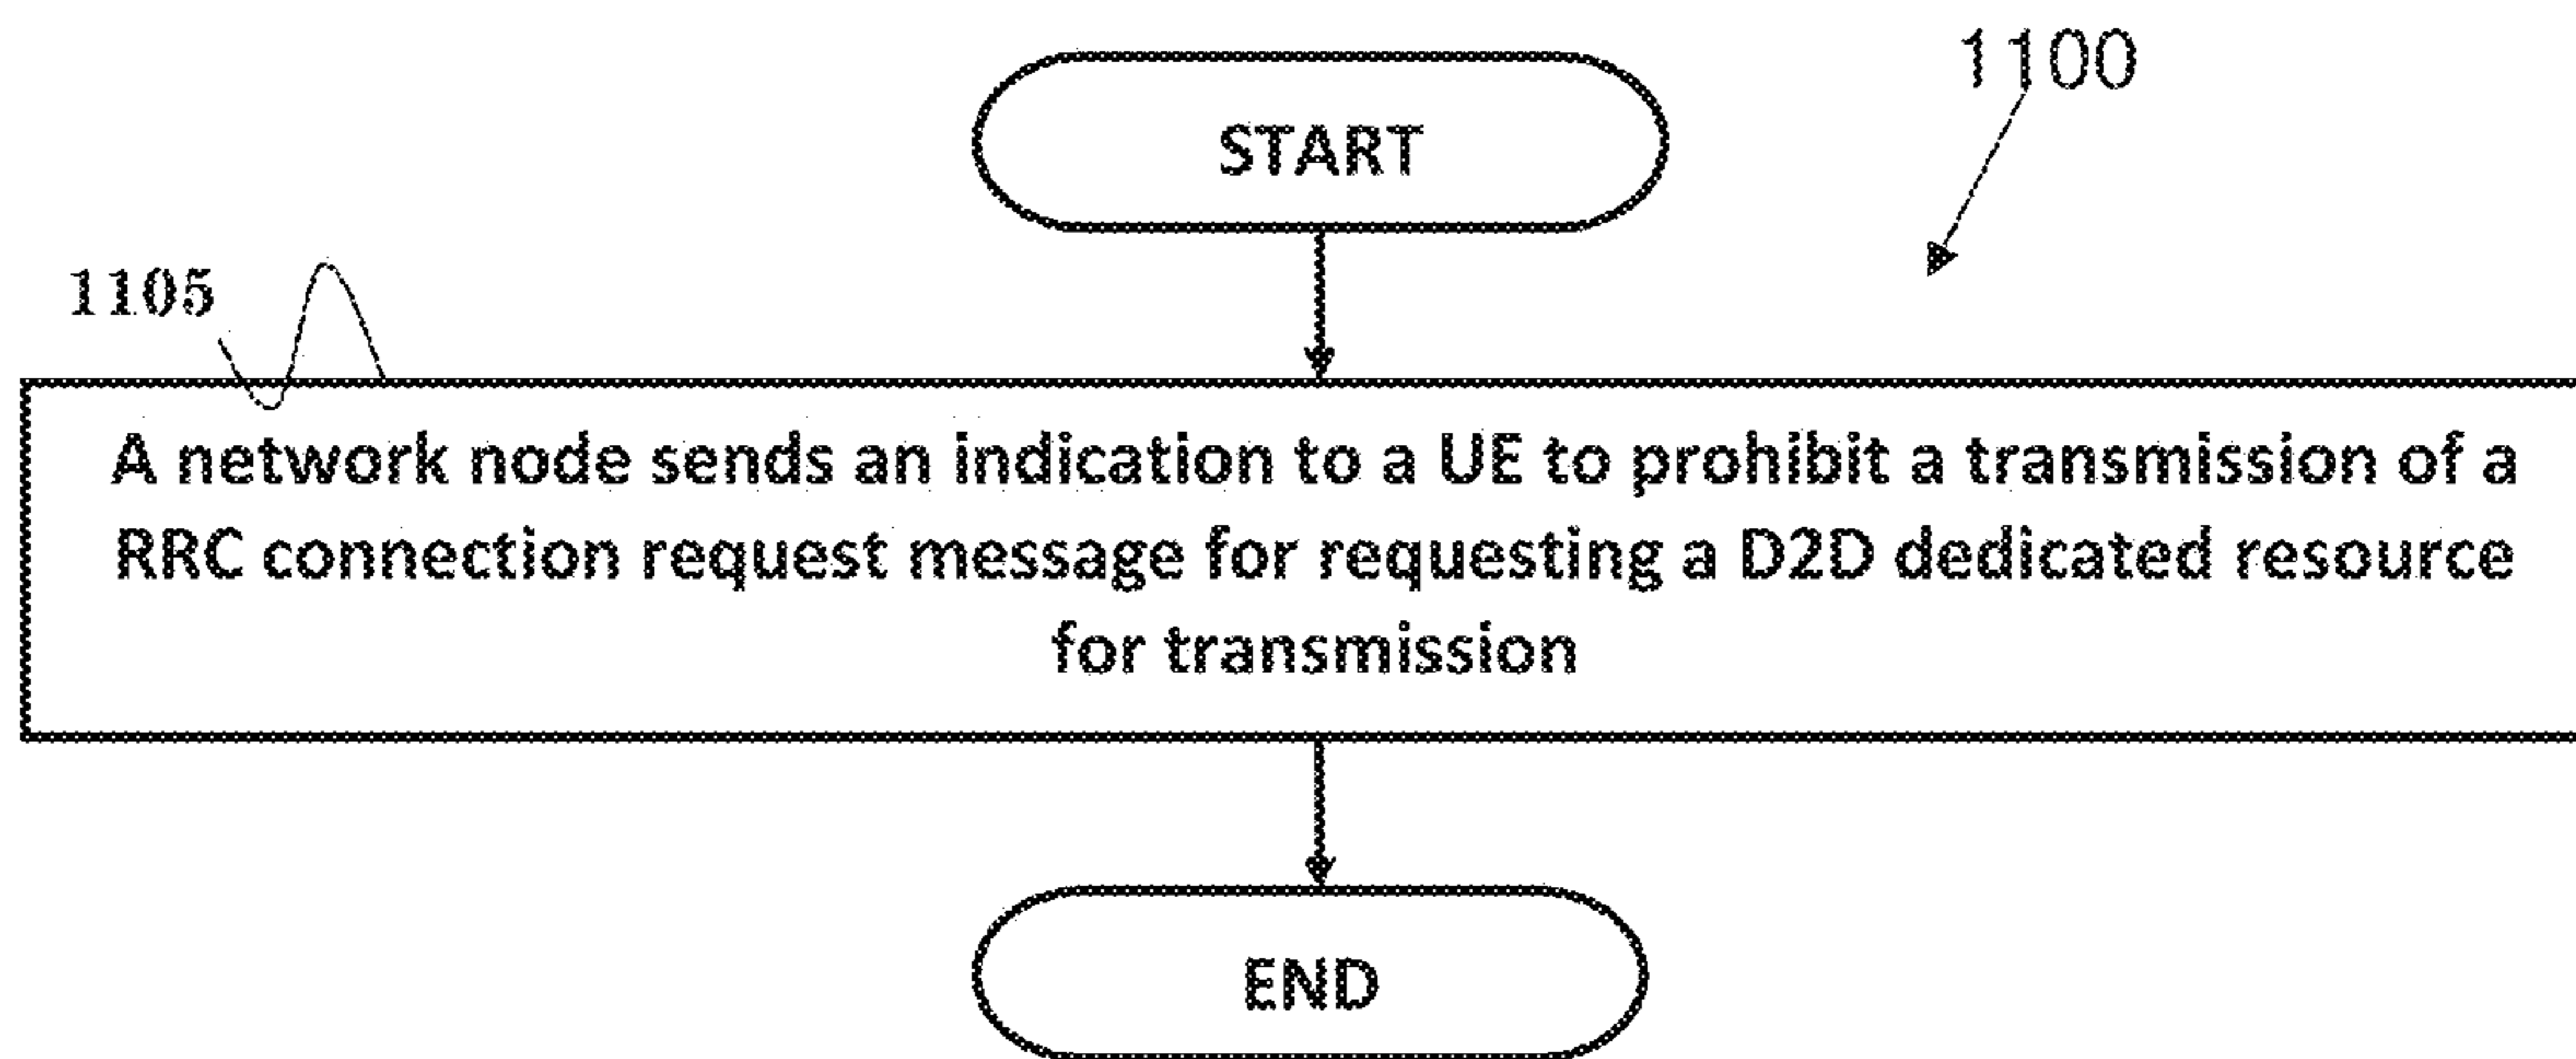 1100
START
1105
A network node sends an indication to a UE to prohibit a transmission of a
RRC connection request message for requesting a D2D dedicated resource
for transmission
END